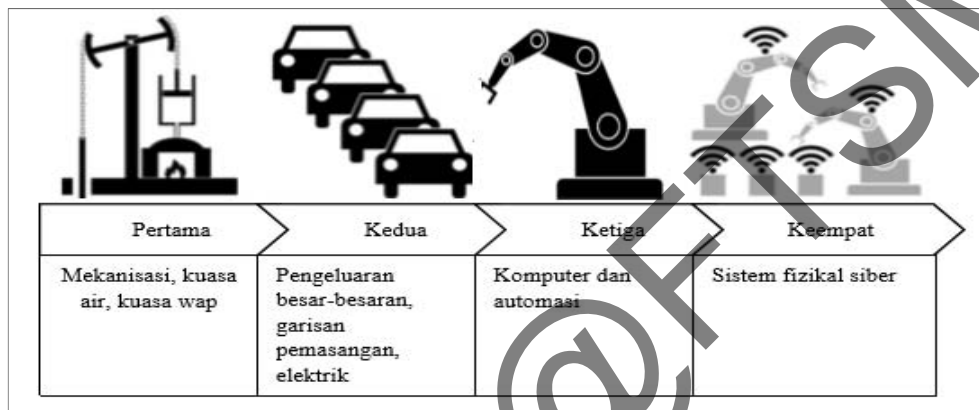 Pertama
Kedua
Ketiga
Keempat
Mekanisasi, kuasa
air, kuasa wap
Pengeluaran
besar-besaran,
garisan
pemasangan,
elektrik
Komputer dan
automasi
Sistem fizikal siber
@FTSM